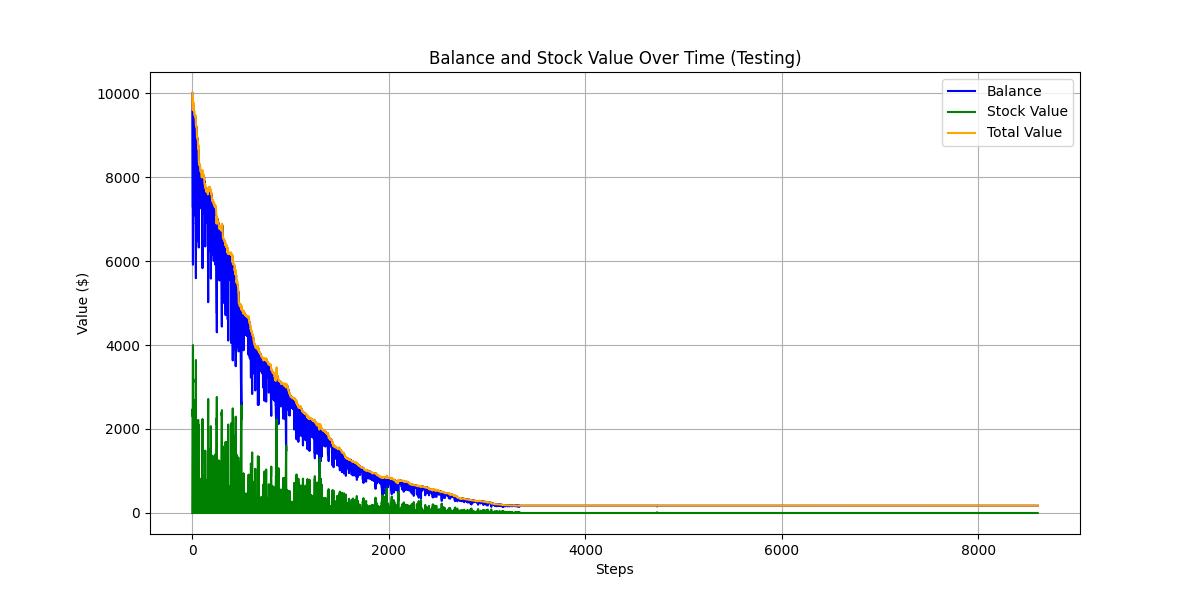 Balance and Stock Value Over Time (Testing)
Balance
Stock Value
Total Value
Value ($)
10000
8000
6000
4000
2000
0
0 2000 4000 6000 8000
Steps